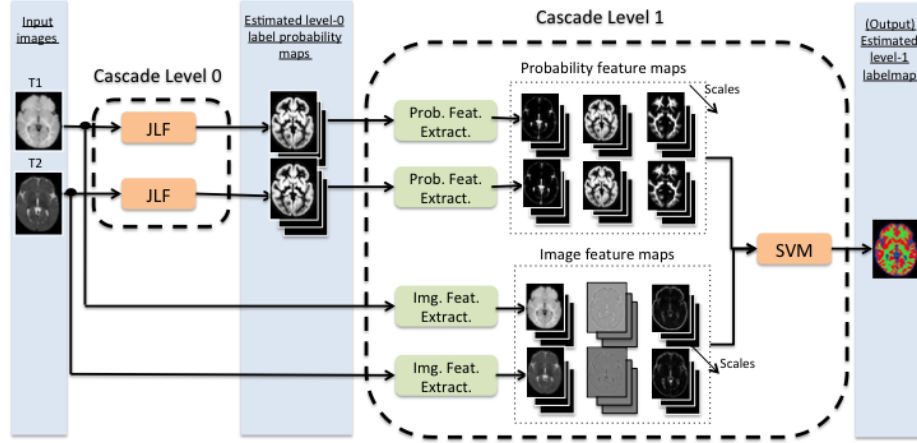 Input
images
T1
T2
Cascade Level 0
JLF
JLF
Estimated level-0
label probability
maps
Cascade Level 1
Probability feature maps
Scales
Prob. Feat.
Extract.
Prob. Feat.
Extract.
Image feature maps
Img. Feat.
Extract.
Img. Feat.
Extract.
Scales
SVM
(Output)
Estimated
level-1
labelmap